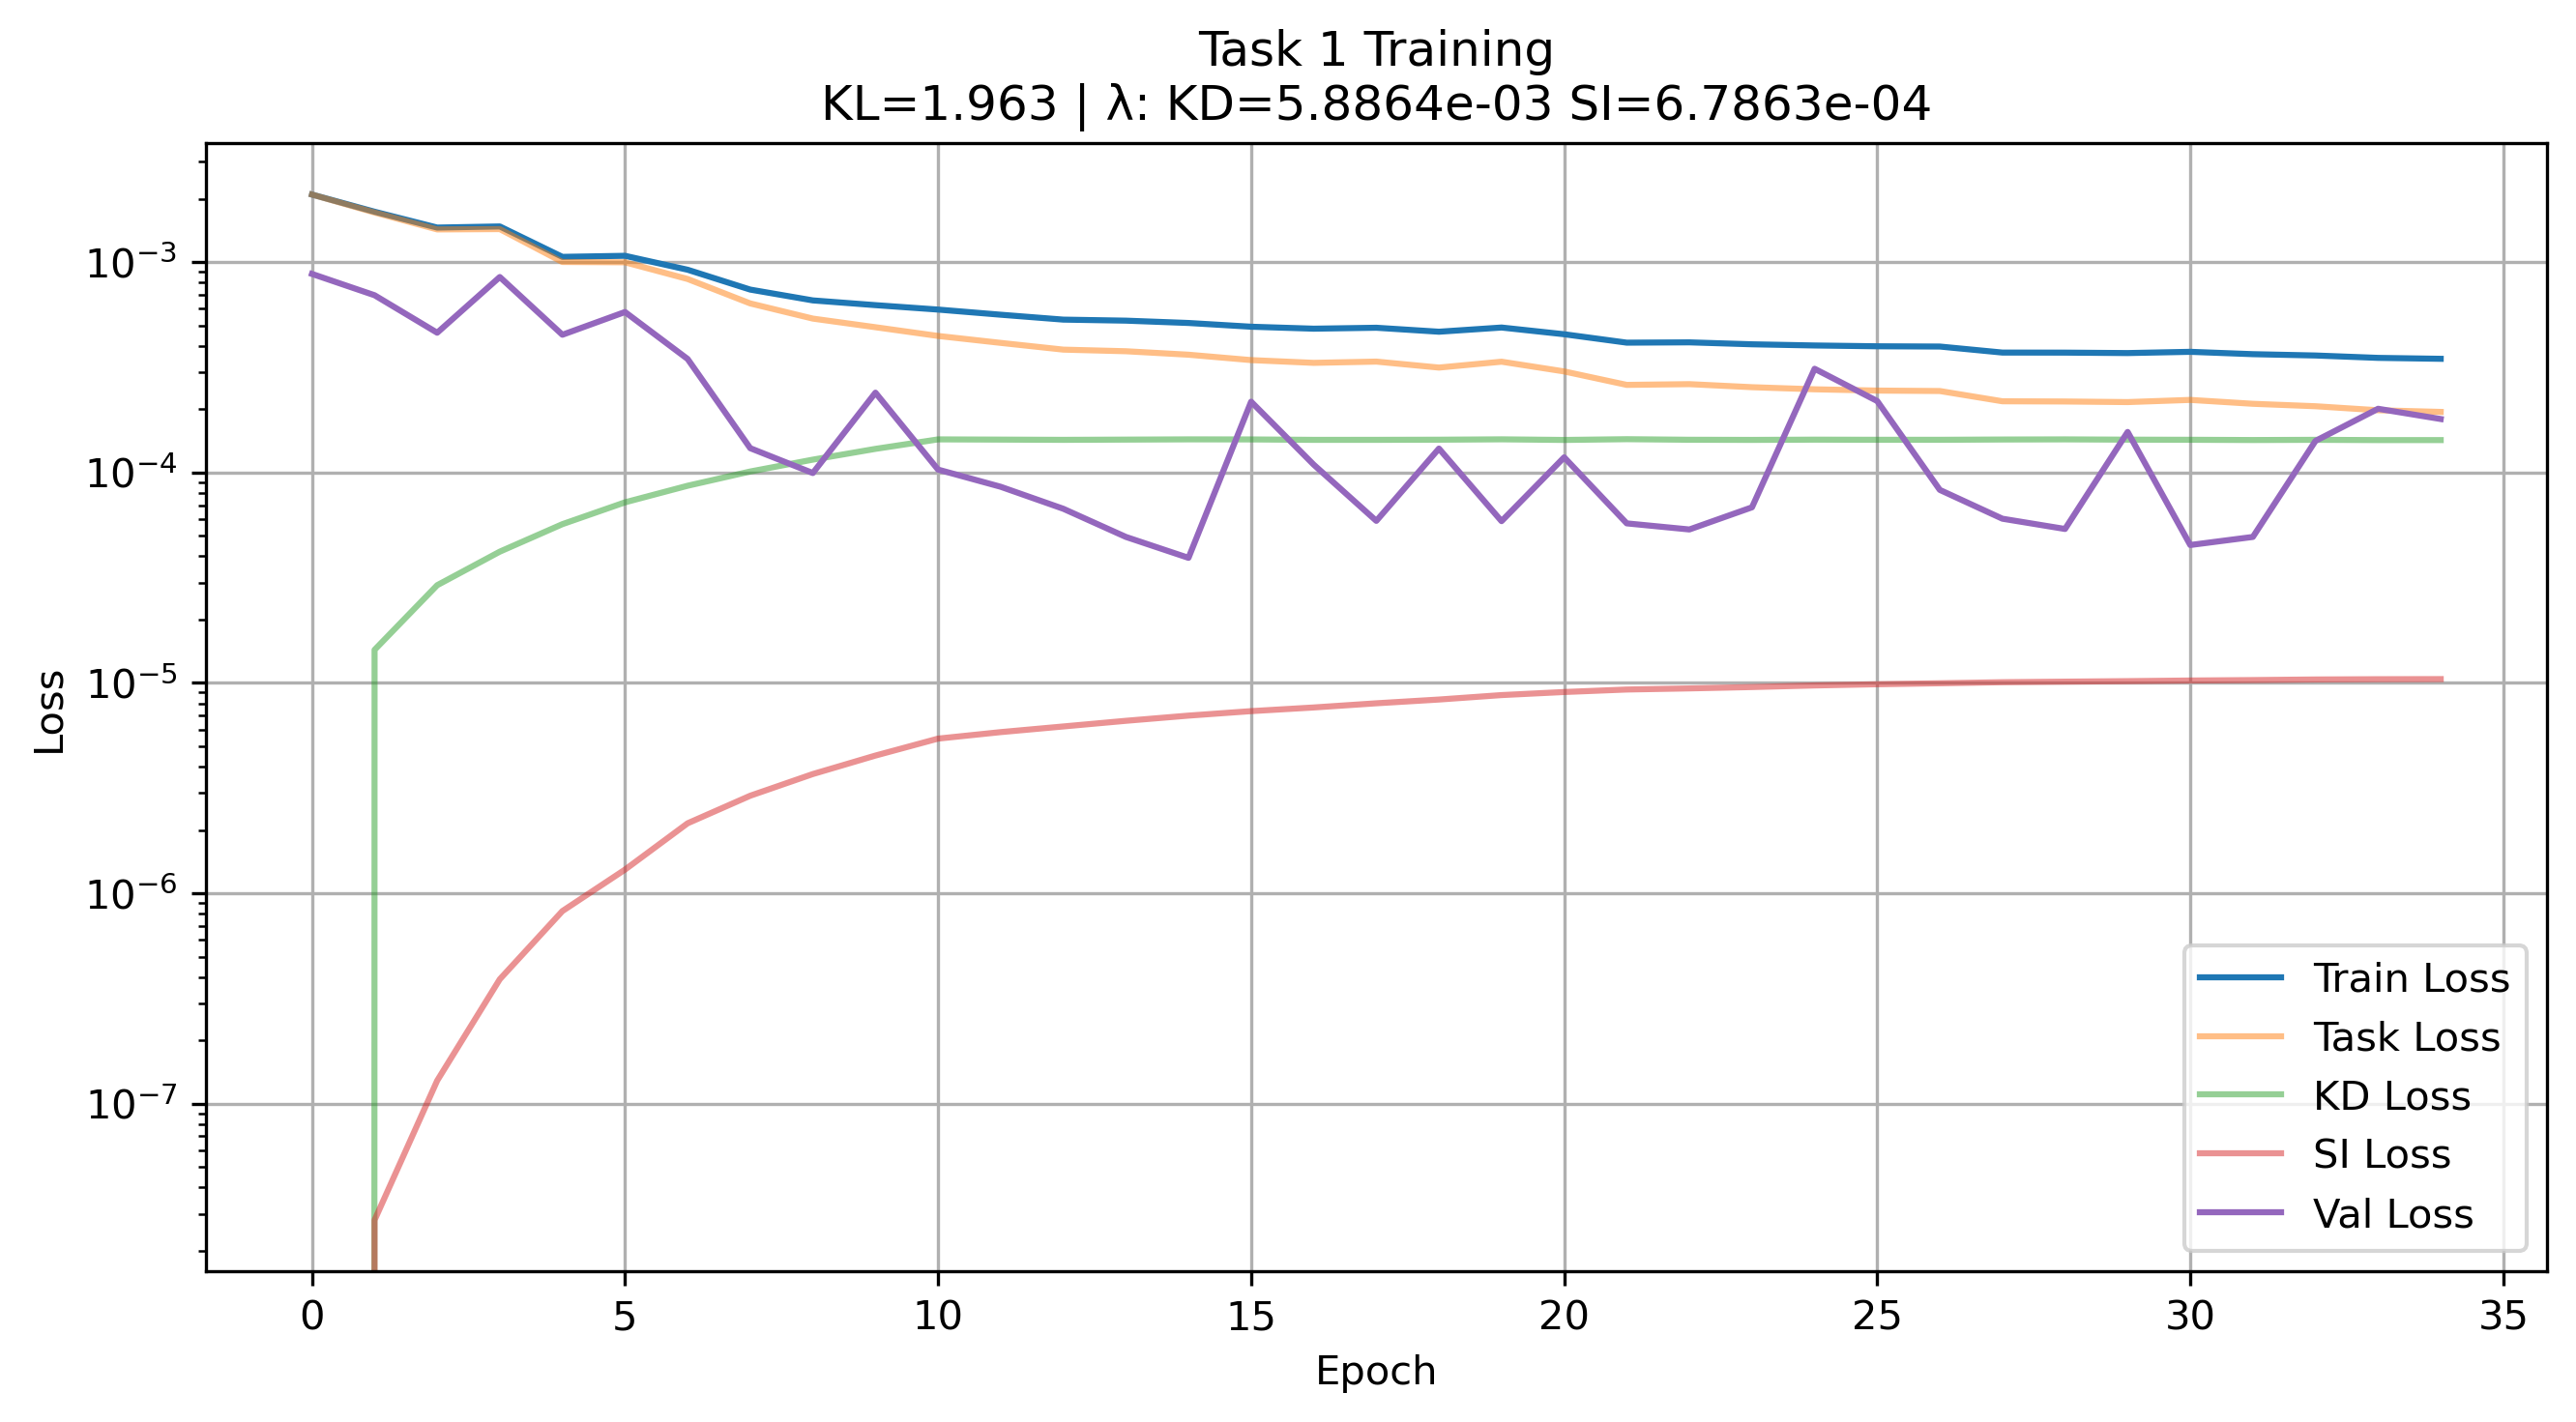 Task 1 Training
KL=1.963 | λ: KD=5.8864e-03 SI=6.7863e-04
10⁻³
10⁻⁴
10⁻⁵
10⁻⁶
10⁻⁷
Loss
Train Loss
Task Loss
KD Loss
SI Loss
Val Loss
0 5 10 15 20 25 30 35
Epoch